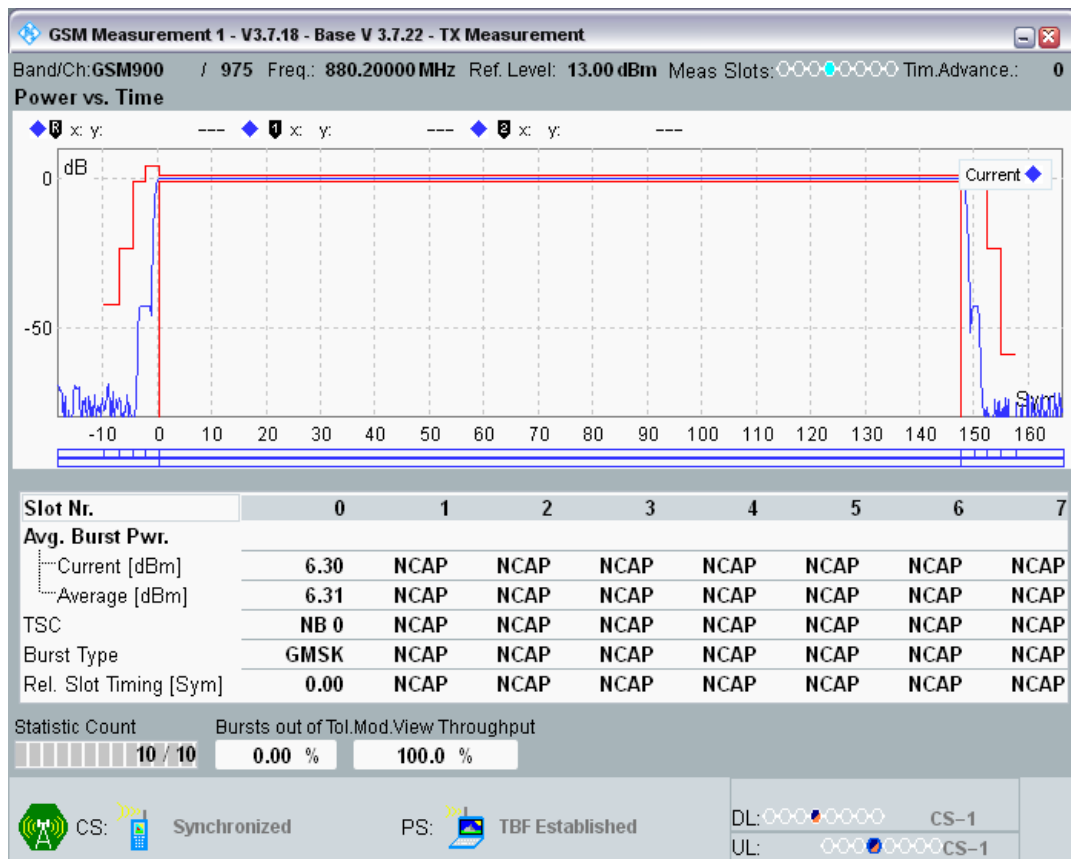 GSM Measurement 1 - V3.7.18 - Base V 3.7.22 - TX Measurement
Band/Ch:GSM900 / 975 Freq.: 880.20000 MHz Ref. Level: 13.00 dBm Meas Slots: Tim.Advance.: 0
Power vs. Time
R x: y: --- 1 x: y: --- 2 x: y: ---
dB
Current
0
-50
Sym
-10 0 10 20 30 40 50 60 70 80 90 100 110 120 130 140 150 160
Slot Nr. 0 1 2 3 4 5 6 7
Avg. Burst Pwr.
Current [dBm] 6.30 NCAP NCAP NCAP NCAP NCAP NCAP NCAP
Average [dBm] 6.31 NCAP NCAP NCAP NCAP NCAP NCAP NCAP
TSC NB 0 NCAP NCAP NCAP NCAP NCAP NCAP NCAP
Burst Type GMSK NCAP NCAP NCAP NCAP NCAP NCAP NCAP
Rel. Slot Timing [Sym] 0.00 NCAP NCAP NCAP NCAP NCAP NCAP NCAP
Statistic Count Bursts out of Tol.Mod.View Throughput
10 / 10 0.00 % 100.0 %
CS: Synchronized PS: TBF Established
DL: CS-1
UL: CS-1